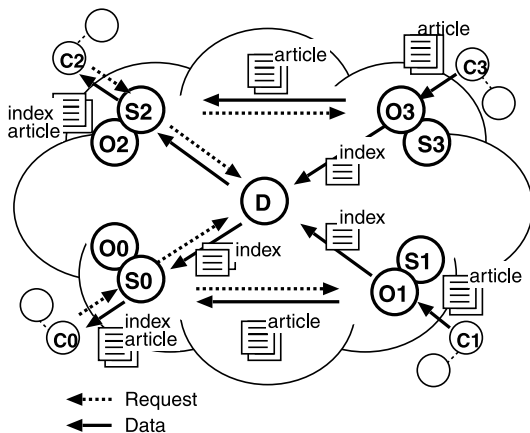 article
article
C2
C3
index
article
S2
O3
O2
S3
index
D
index
O0
index
S1
S0
article
O1
C0
index
article
article
C1
Request
Data